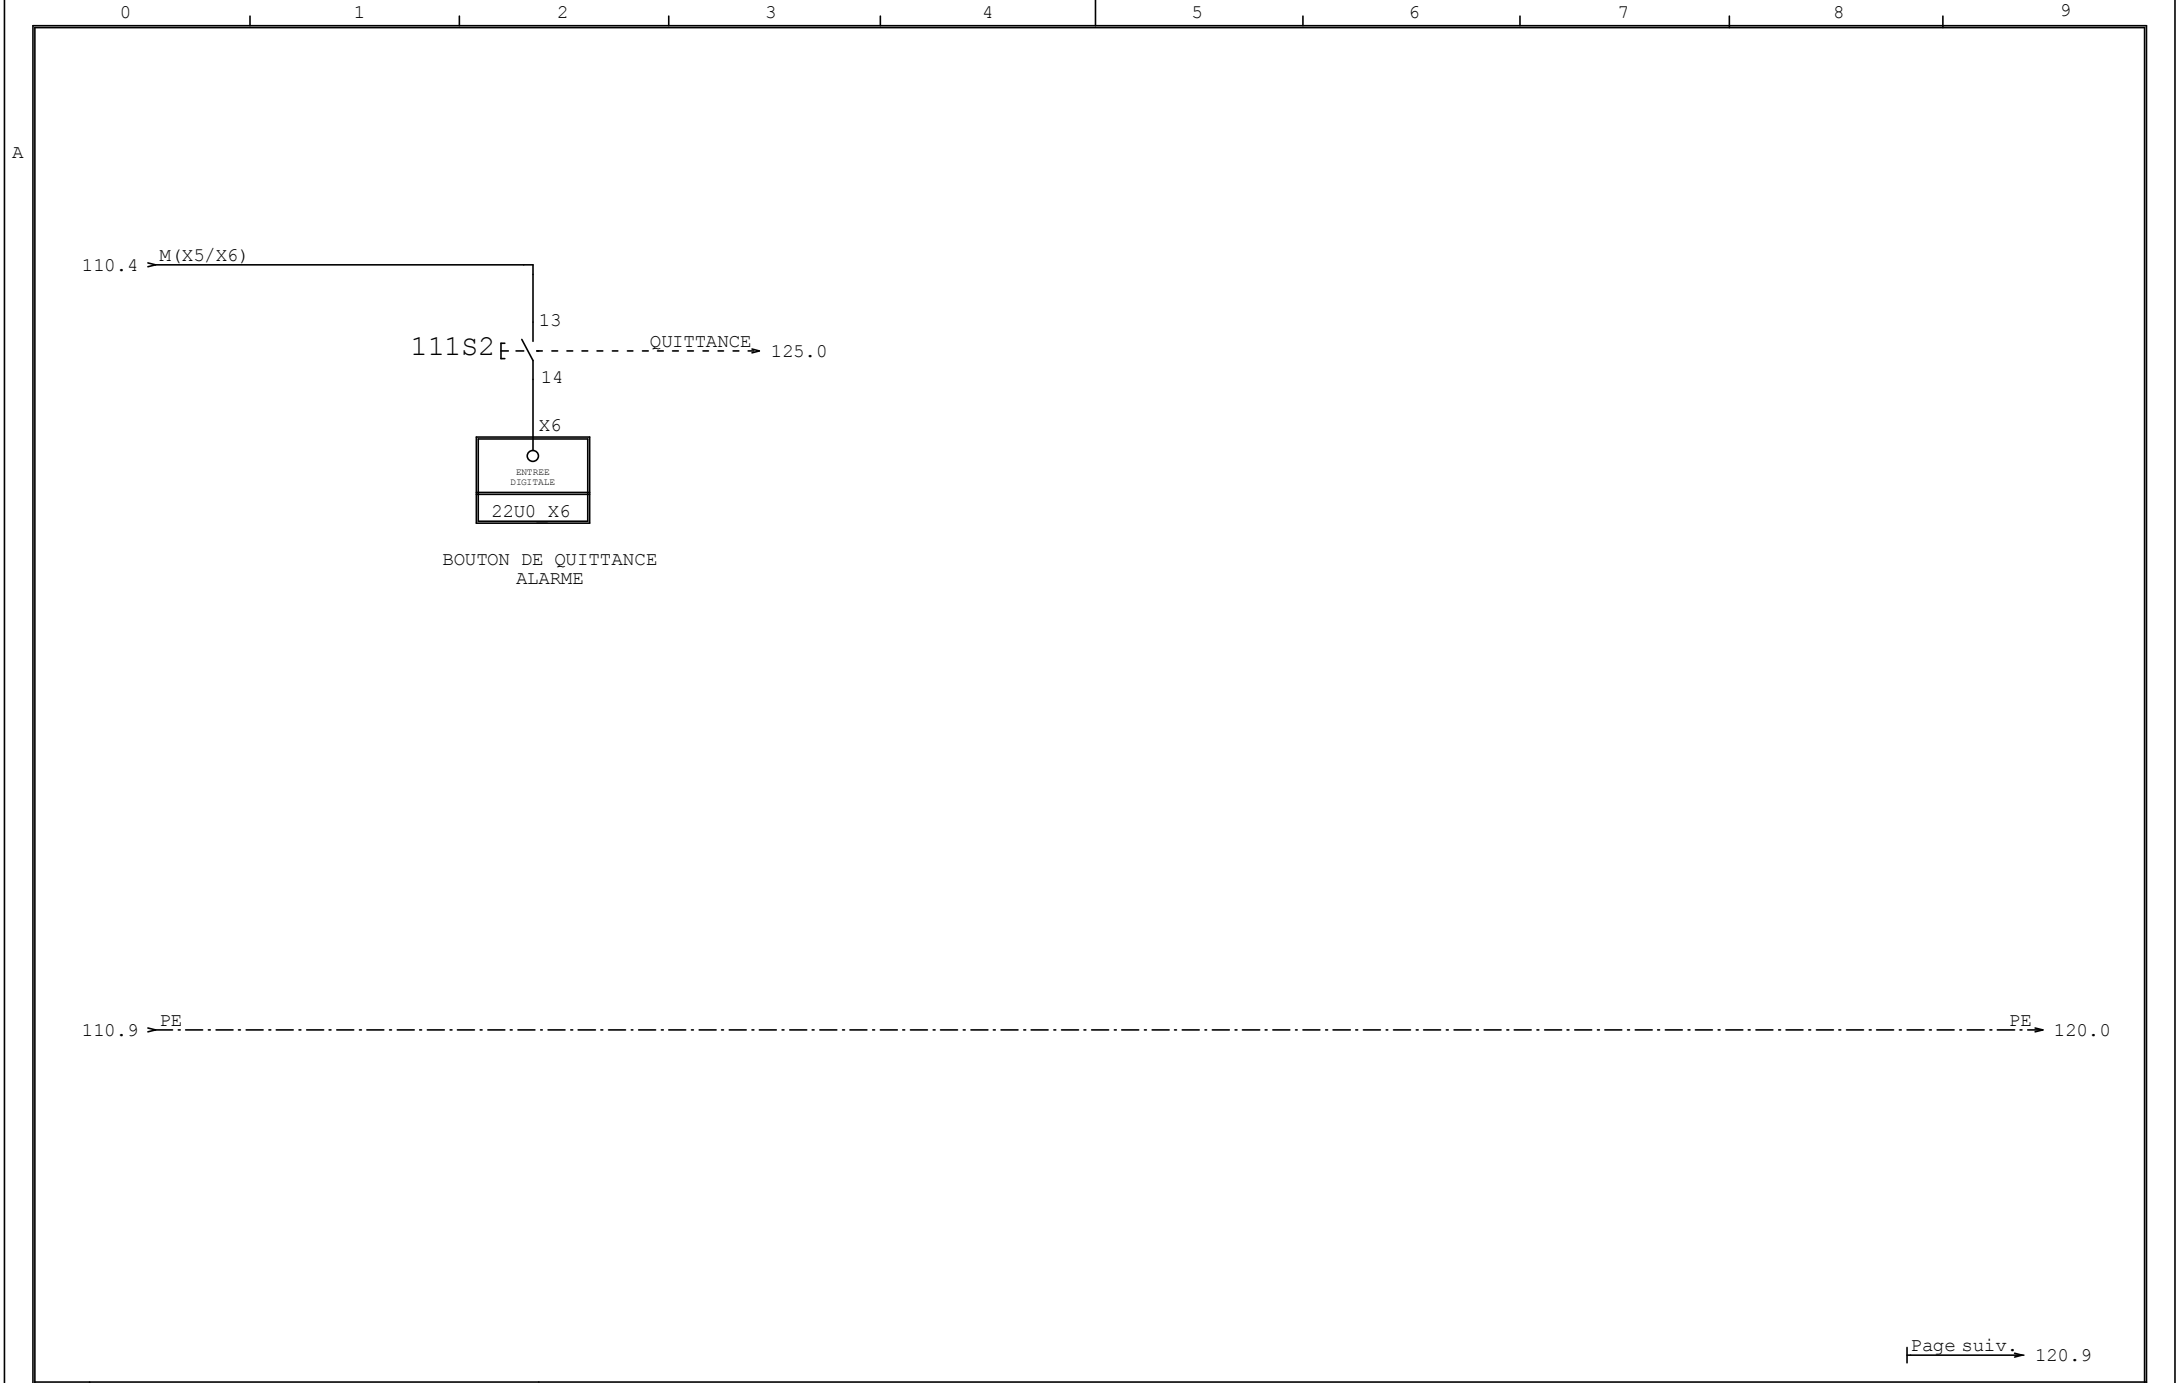 0 1 2 3 4 5 6 7 8 9
A
110.4 M(X5/X6)
13
111S2 QUITTANCE 125.0
14
X6
ENTREE
DIGITALE
22U0 X6
BOUTON DE QUITTANCE
ALARME
110.9 PE PE 120.0
Page suiv. 120.9